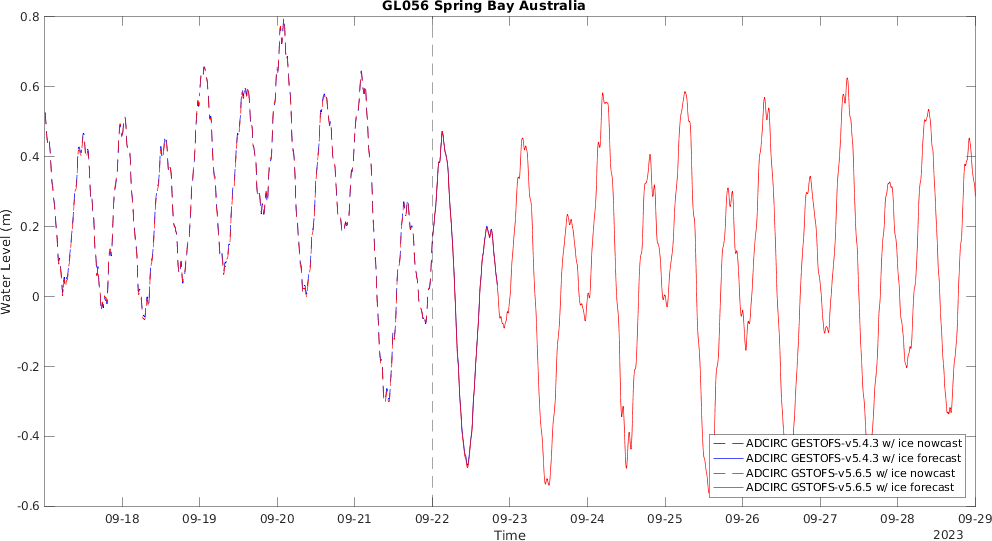 GL056 Spring Bay Australia
0.8
0.6
0.4
0.2
0
-0.2
-0.4
-0.6
Water Level (m)
ADCIRC GESTOFS-v5.4.3 w/ ice nowcast
ADCIRC GESTOFS-v5.4.3 w/ ice forecast
ADCIRC GSTOFS-v5.6.5 w/ ice nowcast
ADCIRC GSTOFS-v5.6.5 w/ ice forecast
09-18 09-19 09-20 09-21 09-22 09-23 09-24 09-25 09-26 09-27 09-28 09-29
Time
2023